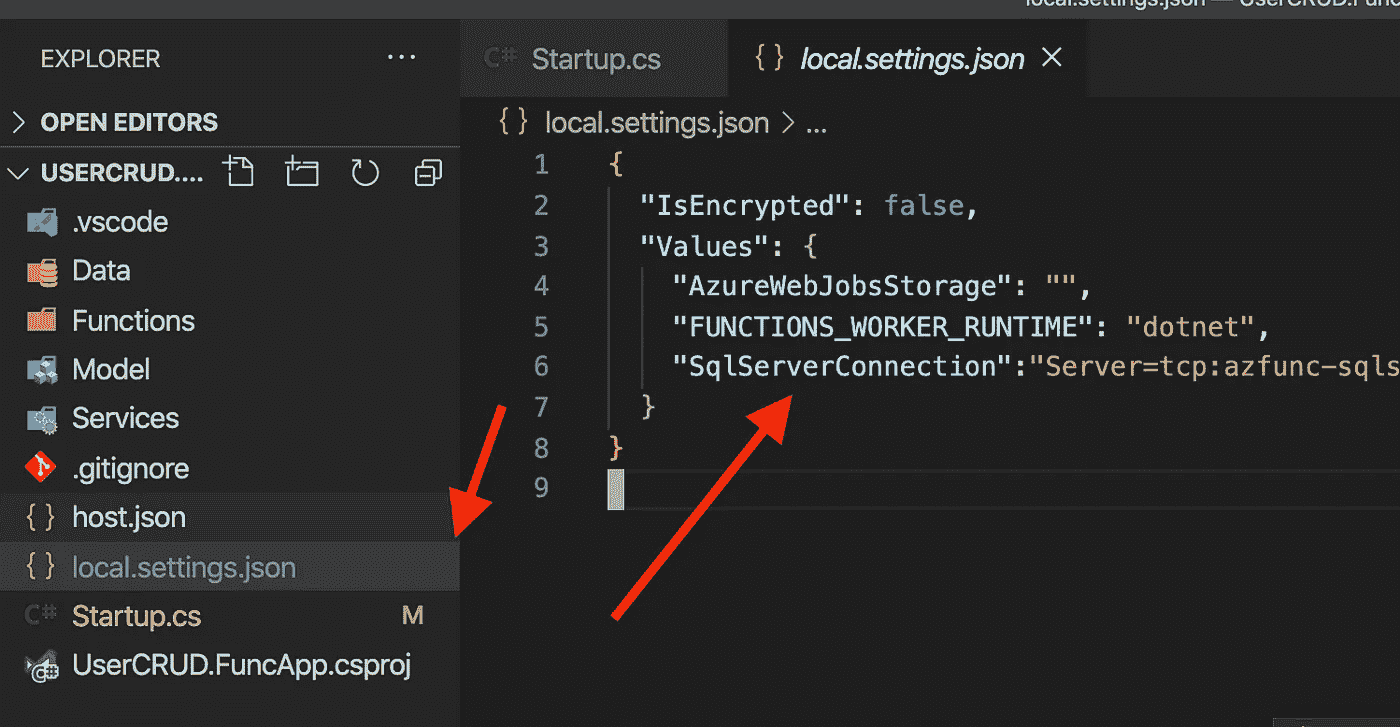 local.settings.json — UserCRUD.Func
EXPLORER ...
C# Startup.cs
{ } local.settings.json ×
> OPEN EDITORS
{ } local.settings.json > ...
USERCRUD....
.vscode
Data
Functions
Model
Services
.gitignore
{ } host.json
{ } local.settings.json
C# Startup.cs M
UserCRUD.FuncApp.csproj
1 {
2 "IsEncrypted": false,
3 "Values": {
4 "AzureWebJobsStorage": "",
5 "FUNCTIONS_WORKER_RUNTIME": "dotnet",
6 "SqlServerConnection":"Server=tcp:azfunc-sqls
7 }
8 }
9